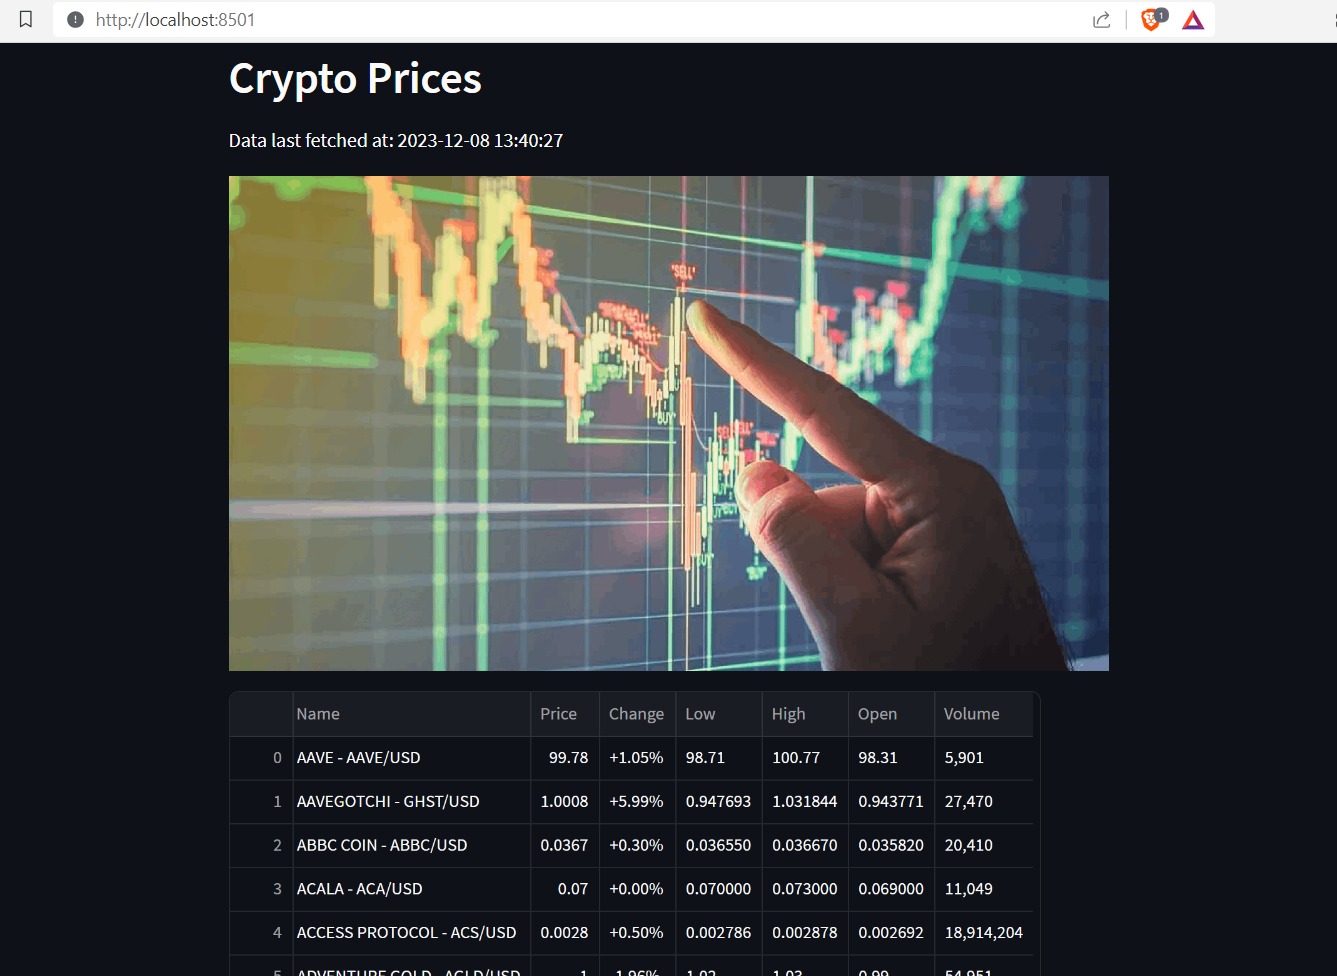 http://localhost:8501
1
Crypto Prices
Data last fetched at: 2023-12-08 13:40:27
'SELL'
BUY'
'BUY'
Name Price Change Low High Open Volume
0 AAVE - AAVE/USD 99.78 +1.05% 98.71 100.77 98.31 5,901
1 AAVEGOTCHI - GHST/USD 1.0008 +5.99% 0.947693 1.031844 0.943771 27,470
2 ABBC COIN - ABBC/USD 0.0367 +0.30% 0.036550 0.036670 0.035820 20,410
3 ACALA - ACA/USD 0.07 +0.00% 0.070000 0.073000 0.069000 11,049
4 ACCESS PROTOCOL - ACS/USD 0.0028 +0.50% 0.002786 0.002878 0.002692 18,914,204
5 ADVENTURE GOLD - AGLD/USD 1 1.02 1.03 0.99 54,951